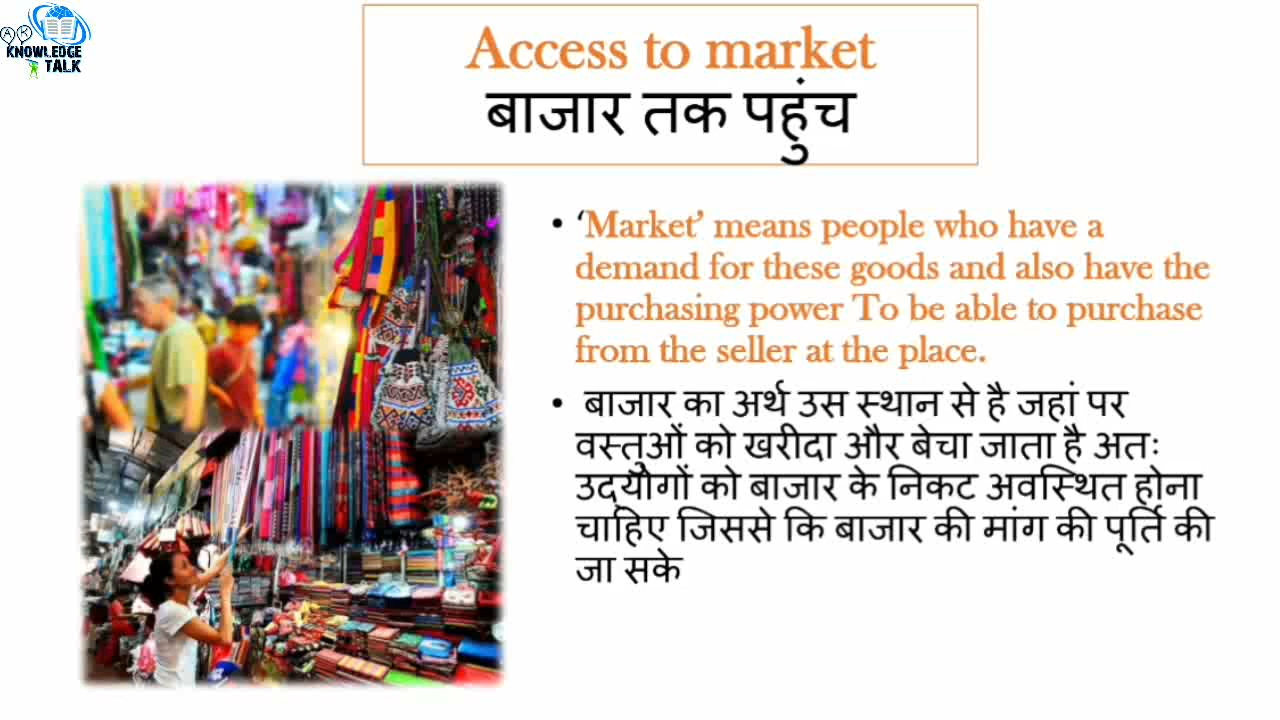 AK
KNOWLEDGE
TALK
Access to market
बाजार तक पहुंच
• ‘Market’ means people who have a
demand for these goods and also have the
purchasing power To be able to purchase
from the seller at the place.
• बाजार का अर्थ उस स्थान से है जहां पर
वस्तुओं को खरीदा और बेचा जाता है अतः
उद्योगों को बाजार के निकट अवस्थित होना
चाहिए जिससे कि बाजार की मांग की पूर्ति की
जा सके